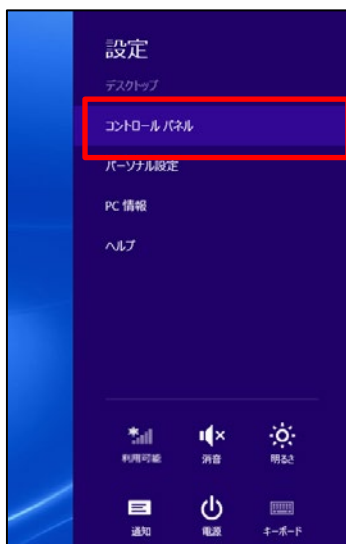 設定
デスクトップ
コントロール パネル
パーソナル設定
PC 情報
ヘルプ
利用可能 消音 明るさ
通知 電源 キーボード